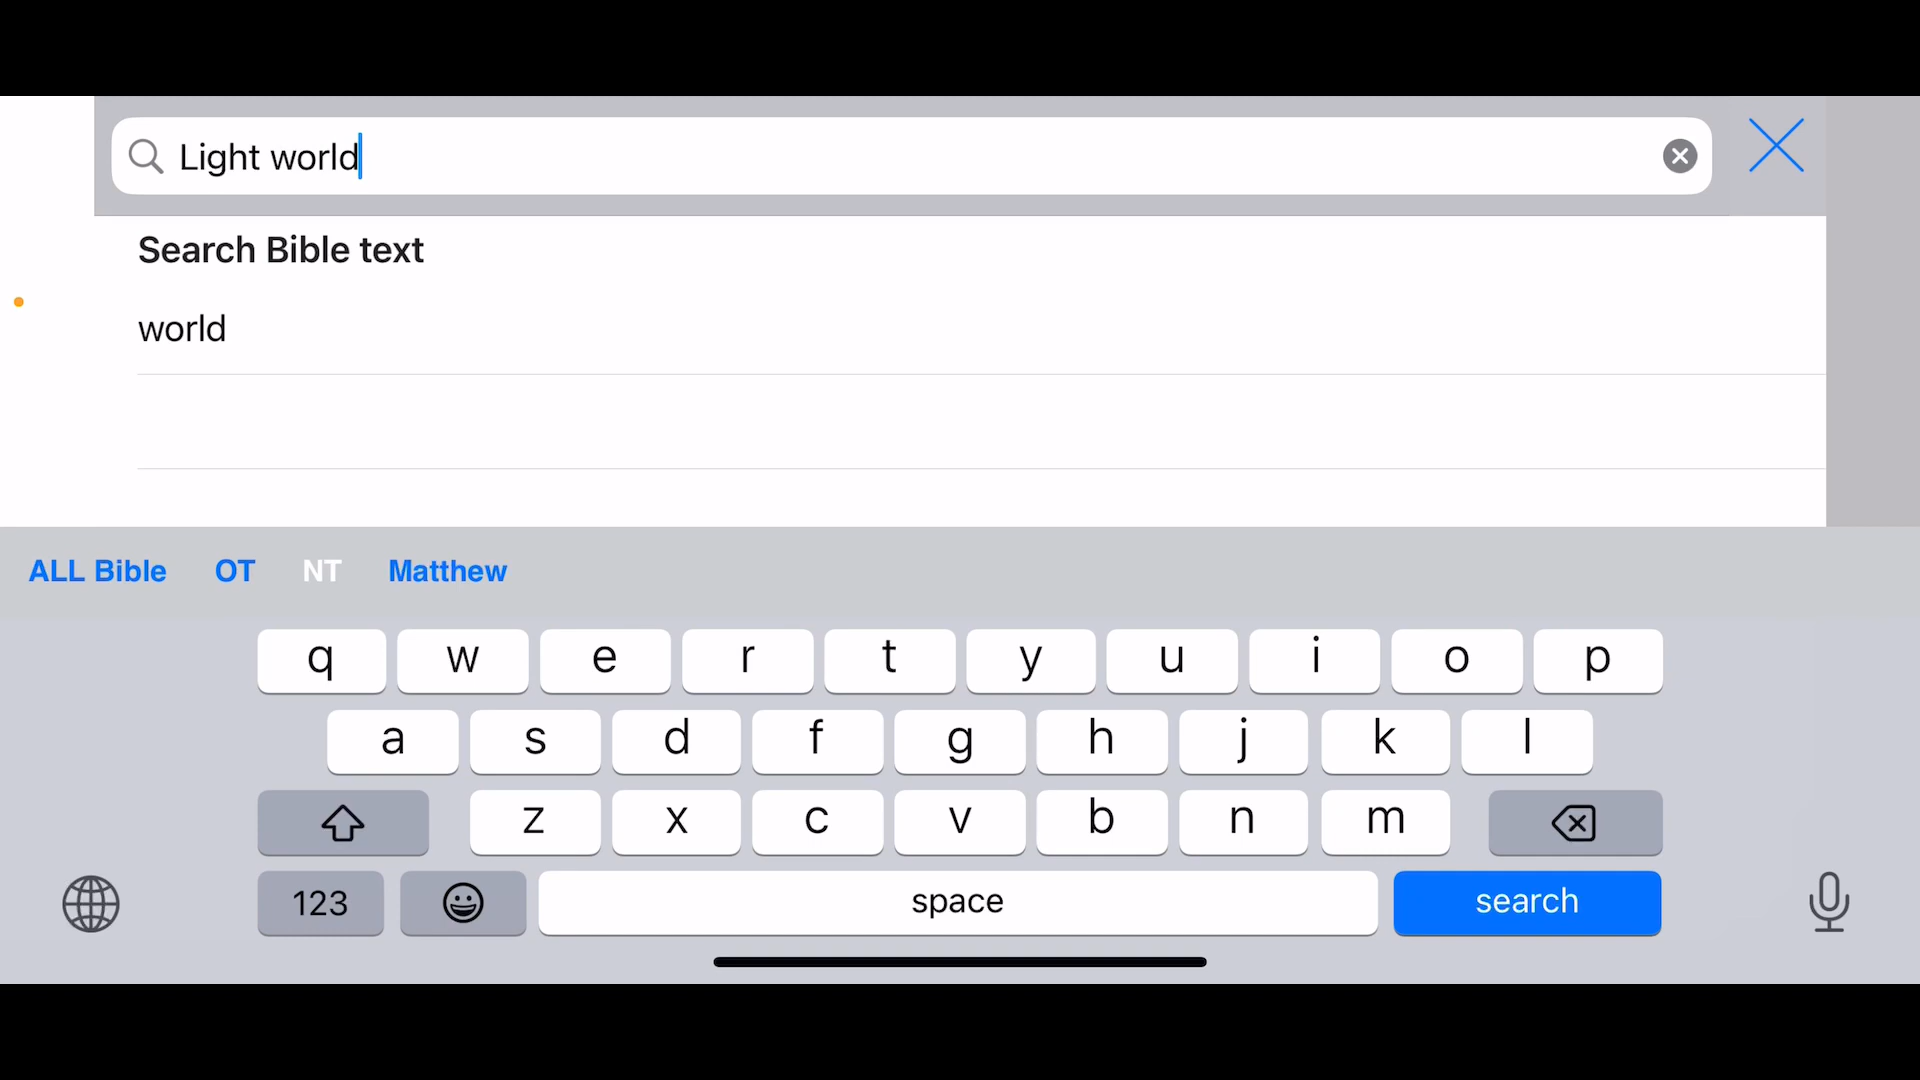 Light world
Search Bible text
world
ALL Bible OT NT Matthew
q w e r t y u i o p
a s d f g h j k l
z x c v b n m
123 space search